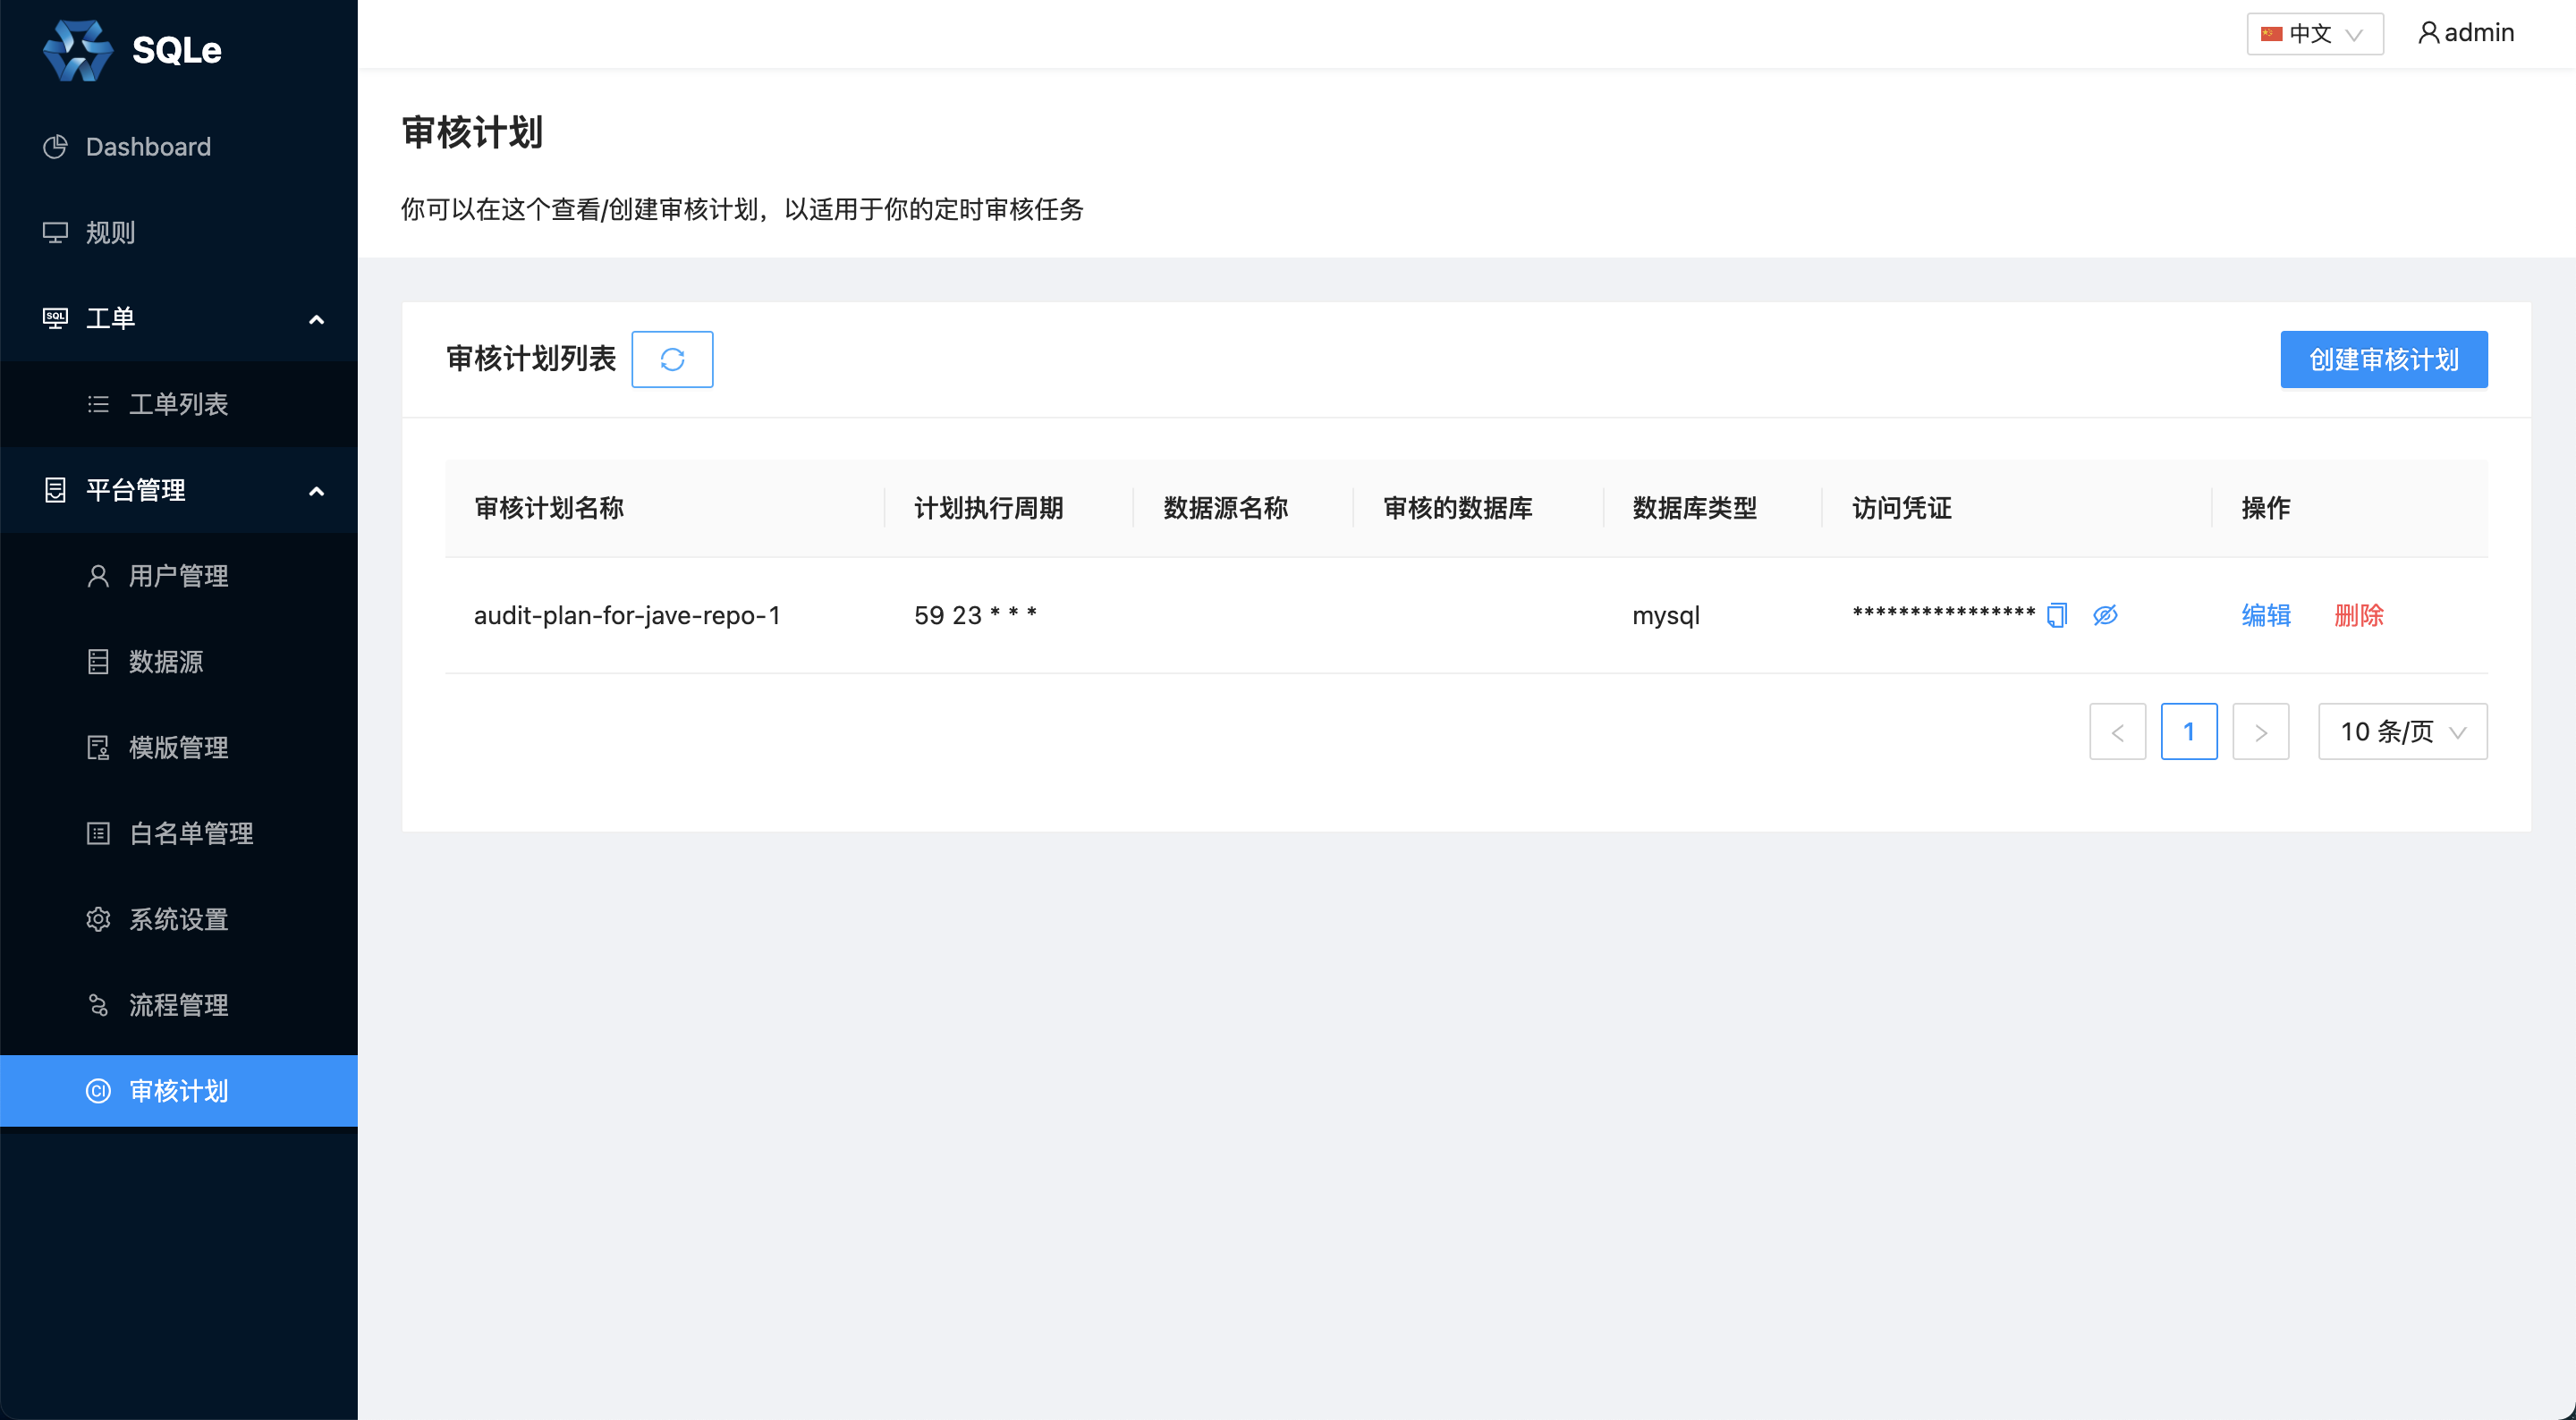 SQLe
中文
admin
Dashboard
规则
SQL 工单
工单列表
平台管理
用户管理
数据源
模版管理
白名单管理
系统设置
流程管理
CI 审核计划
审核计划
你可以在这个查看/创建审核计划，以适用于你的定时审核任务
审核计划列表
创建审核计划
审核计划名称 计划执行周期 数据源名称 审核的数据库 数据库类型 访问凭证 操作
audit-plan-for-jave-repo-1 59 23 * * * mysql **************** 编辑 删除
< 1 > 10 条/页